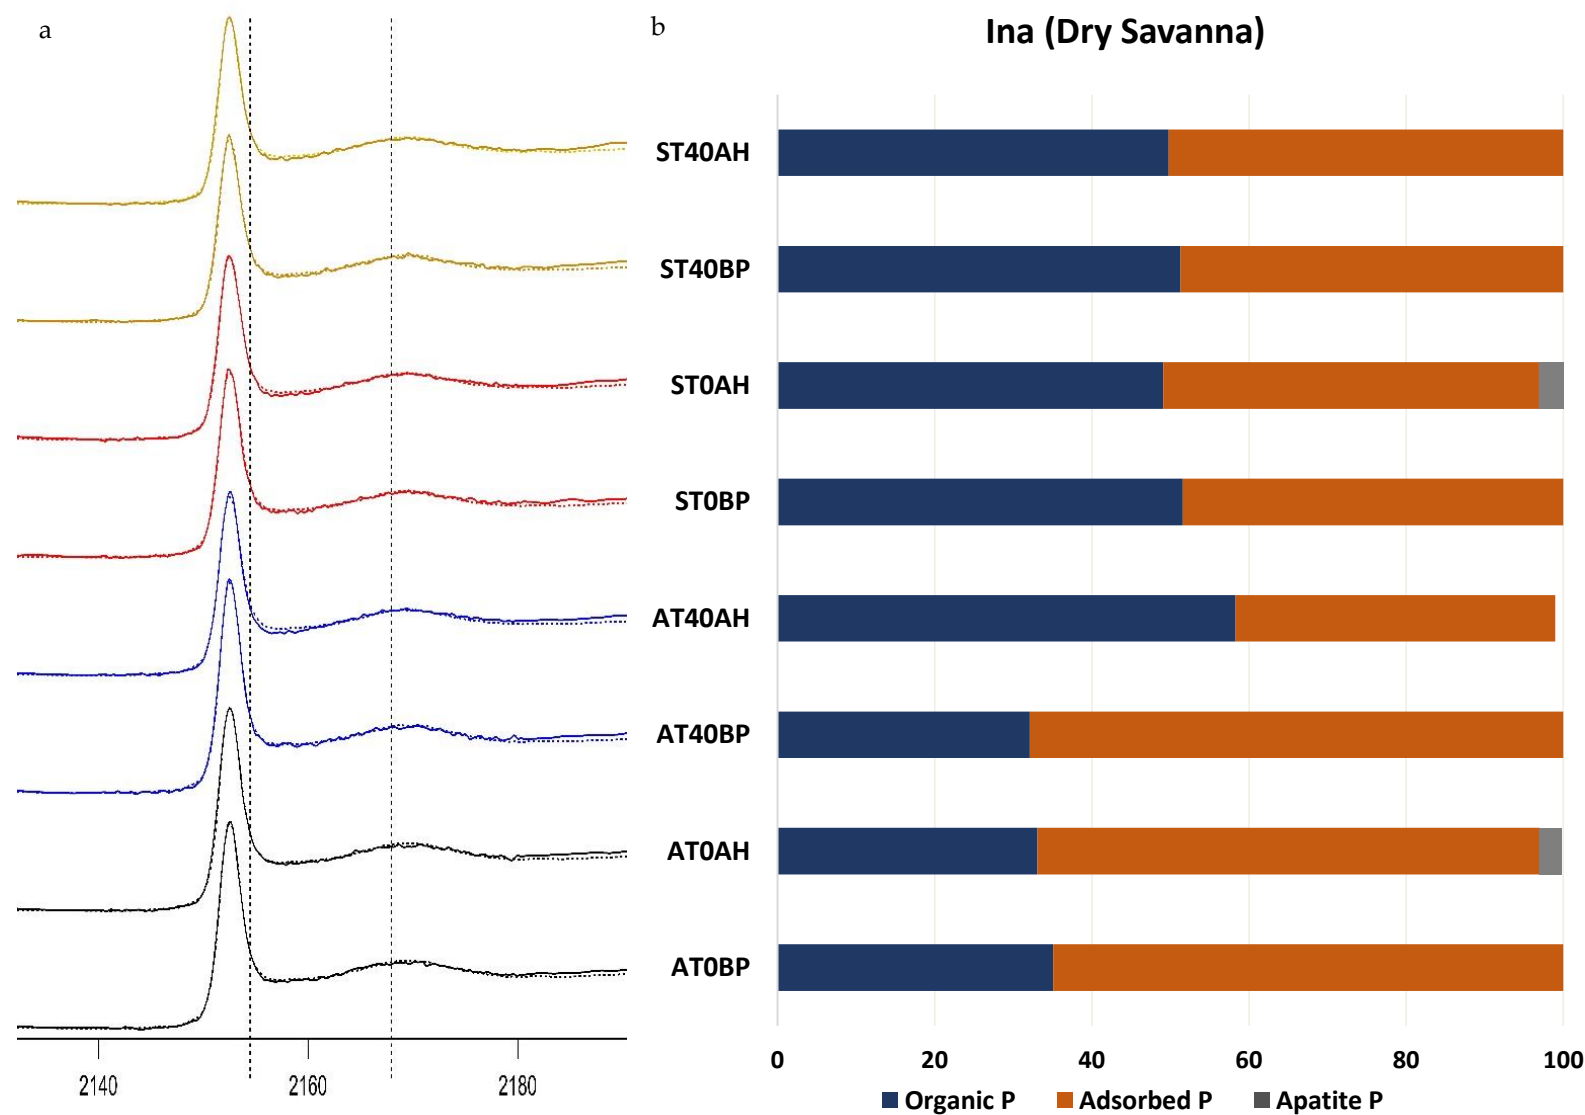 a
b
Ina (Dry Savanna)
ST40AH
ST40BP
ST0AH
ST0BP
AT40AH
AT40BP
AT0AH
AT0BP
2140 2160 2180
0 20 40 60 80 100
Organic P Adsorbed P Apatite P